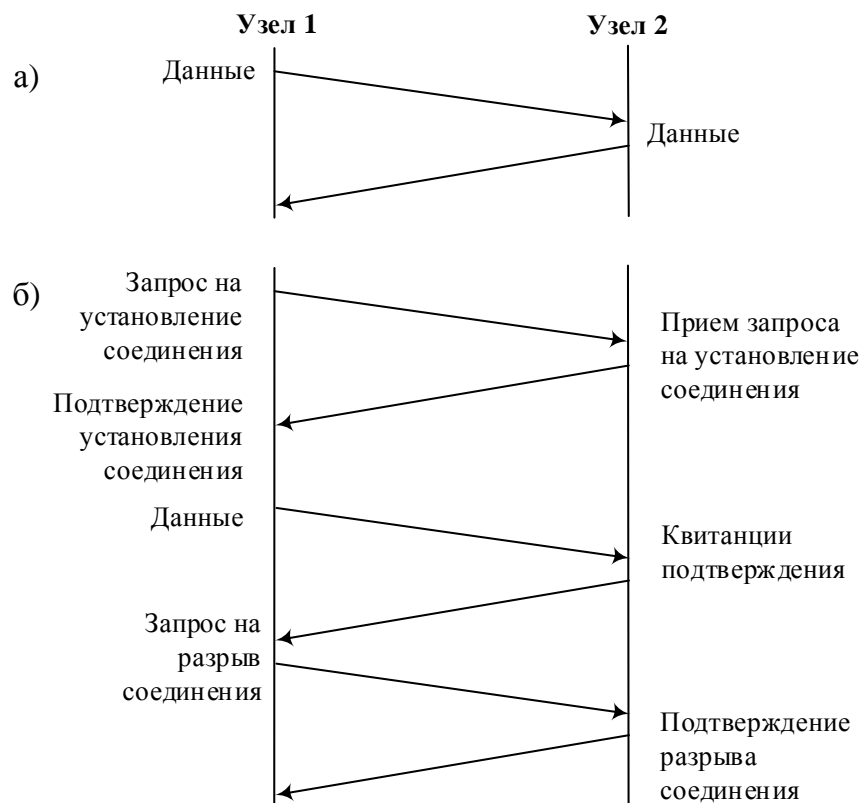 Узел 1
Узел 2
а)
Данные
Данные
б)
Запрос на
установление
соединения
Прием запроса
на установление
соединения
Подтверждение
установления
соединения
Данные
Квитанции
подтверждения
Запрос на
разрыв
соединения
Подтверждение
разрыва
соединения